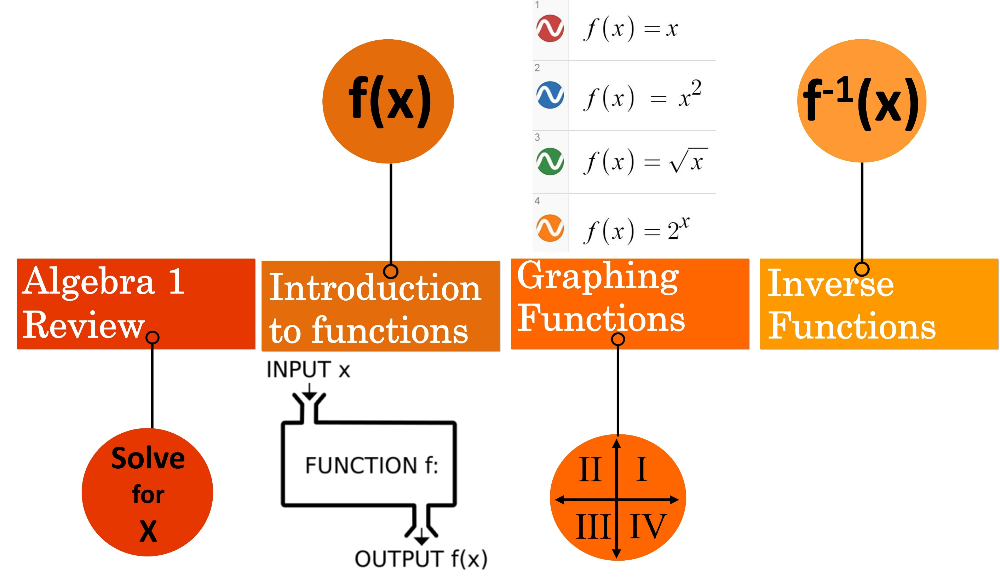 Algebra 1
Review
Solve
for
X
f(x)
Introduction
to functions
INPUT x
FUNCTION f:
OUTPUT f(x)
1
f(x) = x
2
f(x) = x²
3
f(x) = √x
4
f(x) = 2ˣ
Graphing
Functions
II I
III IV
f⁻¹(x)
Inverse
Functions